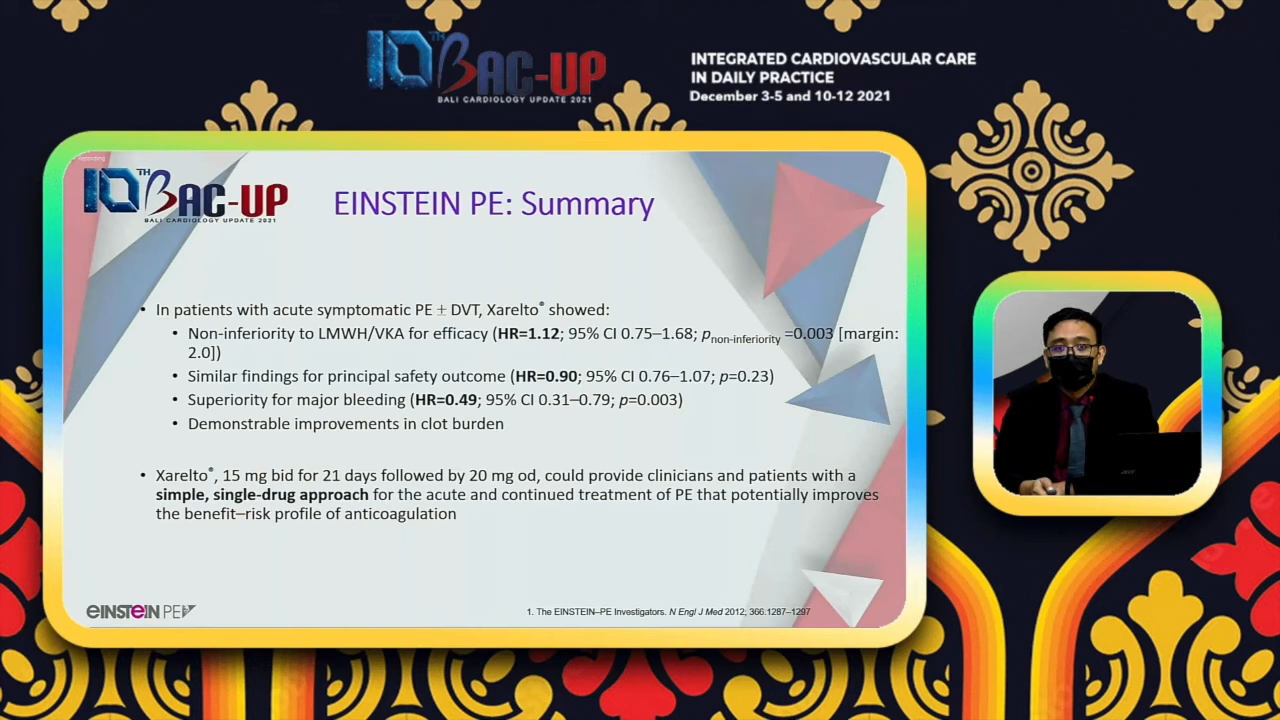 10TH BAC-UP
BALI CARDIOLOGY UPDATE 2021
INTEGRATED CARDIOVASCULAR CARE
IN DAILY PRACTICE
December 3-5 and 10-12 2021
Recording
10TH BAC-UP
BALI CARDIOLOGY UPDATE 2021
EINSTEIN PE: Summary
• In patients with acute symptomatic PE ± DVT, Xarelto® showed:
• Non-inferiority to LMWH/VKA for efficacy (HR=1.12; 95% CI 0.75–1.68; pnon-inferiority =0.003 [margin:
2.0])
• Similar findings for principal safety outcome (HR=0.90; 95% CI 0.76–1.07; p=0.23)
• Superiority for major bleeding (HR=0.49; 95% CI 0.31–0.79; p=0.003)
• Demonstrable improvements in clot burden
• Xarelto®, 15 mg bid for 21 days followed by 20 mg od, could provide clinicians and patients with a
simple, single-drug approach for the acute and continued treatment of PE that potentially improves
the benefit–risk profile of anticoagulation
EINSTEIN PE
1. The EINSTEIN–PE Investigators. N Engl J Med 2012; 366:1287–1297
acer